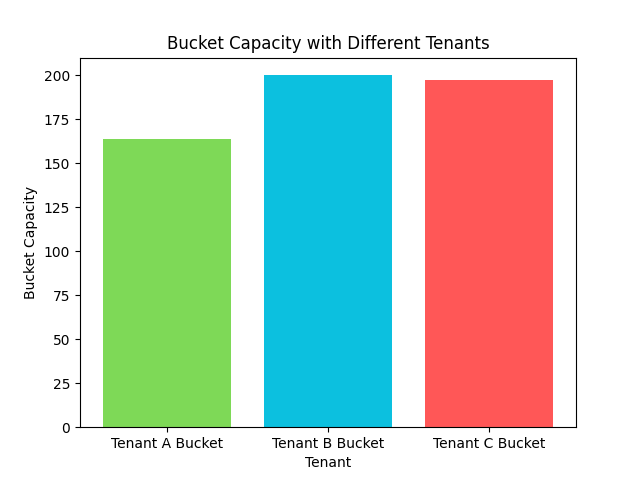 Bucket Capacity with Different Tenants
Bucket Capacity
200
175
150
125
100
75
50
25
0
Tenant A Bucket
Tenant B Bucket
Tenant C Bucket
Tenant